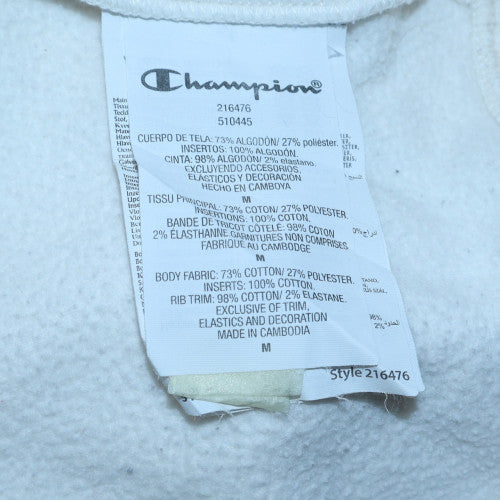 Champion®
216476
510445
CUERPO DE TELA: 73% ALGODÓN/ 27% poliéster.
INSERTOS: 100% ALGODÓN.
CINTA: 98% ALGODÓN/ 2% elastano.
EXCLUYENDO ACCESORIOS,
ELÁSTICOS Y DECORACIÓN
HECHO EN CAMBOYA
M
TISSU PRINCIPAL: 73% COTON/ 27% POLYESTER.
INSERTIONS: 100% COTON.
BANDE DE TRICOT CÔTELÉ: 98% COTON
2% ÉLASTHANNE GARNITURES NON COMPRISES
FABRIQUE AU CAMBODGE
M
BODY FABRIC: 73% COTTON/ 27% POLYESTER.
INSERTS: 100% COTTON.
RIB TRIM: 98% COTTON/ 2% ELASTANE.
EXCLUSIVE OF TRIM,
ELASTICS AND DECORATION
MADE IN CAMBODIA
M
Style 216476